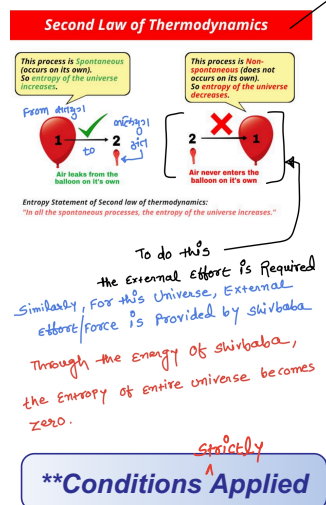 Second Law of Thermodynamics
This process is Spontaneous
(occurs on its own).
So entropy of the universe
increases.
This process is Non-
spontaneous (does not
occurs on its own).
So entropy of the universe
decreases.
From सतयुग
कलियुग
अंत
1
to
2
2
1
Air leaks from the
balloon on it's own
Air never enters the
balloon on it's own
Entropy Statement of Second law of thermodynamics:
"In all the spontaneous processes, the entropy of the universe increases."
To do this
the External Effort is Required
Similarly, For this Universe, External
Effort/Force is Provided by Shivbaba
Through the Energy of Shivbaba,
the Entropy of Entire universe becomes
zero.
Strictly
**Conditions Applied